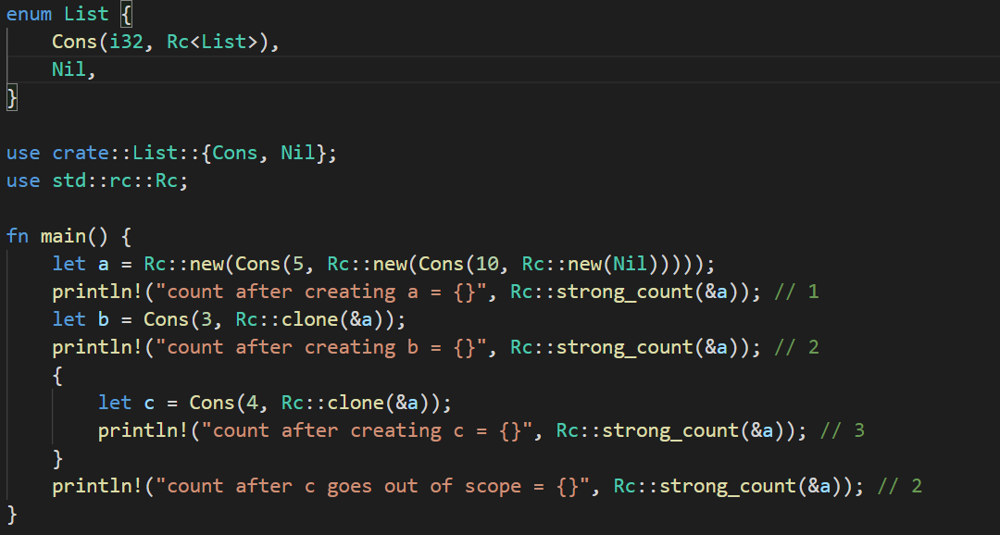 enum List {
    Cons(i32, Rc<List>),
    Nil,
}

use crate::List::{Cons, Nil};
use std::rc::Rc;

fn main() {
    let a = Rc::new(Cons(5, Rc::new(Cons(10, Rc::new(Nil)))));
    println!("count after creating a = {}", Rc::strong_count(&a)); // 1
    let b = Cons(3, Rc::clone(&a));
    println!("count after creating b = {}", Rc::strong_count(&a)); // 2
    {
        let c = Cons(4, Rc::clone(&a));
        println!("count after creating c = {}", Rc::strong_count(&a)); // 3
    }
    println!("count after c goes out of scope = {}", Rc::strong_count(&a)); // 2
}